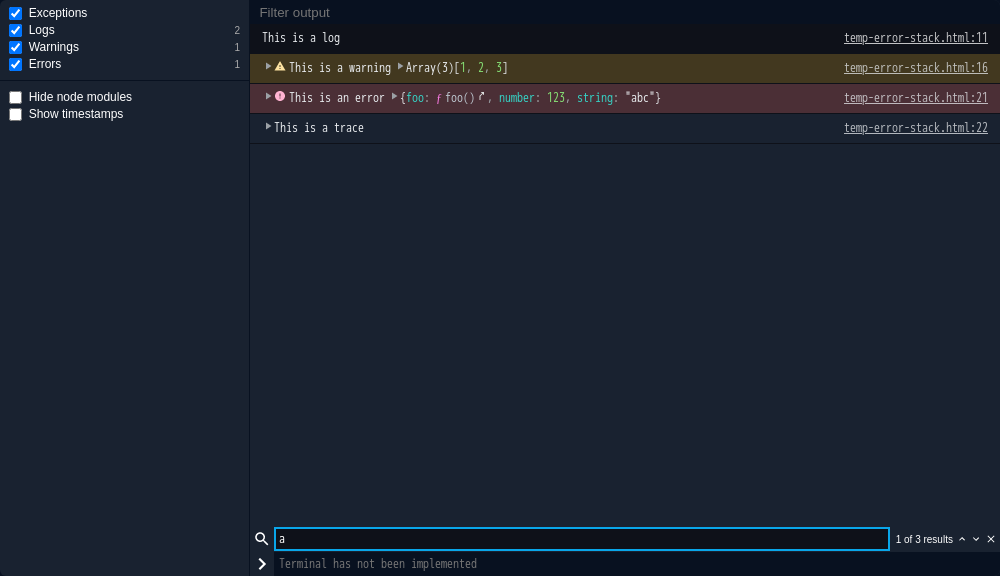 Exceptions
Logs 2
Warnings 1
Errors 1
Hide node modules
Show timestamps
Filter output
This is a log temp-error-stack.html:11
This is a warning Array(3)[1, 2, 3] temp-error-stack.html:16
This is an error {foo: ƒ foo(), number: 123, string: "abc"} temp-error-stack.html:21
This is a trace temp-error-stack.html:22
a 1 of 3 results
Terminal has not been implemented